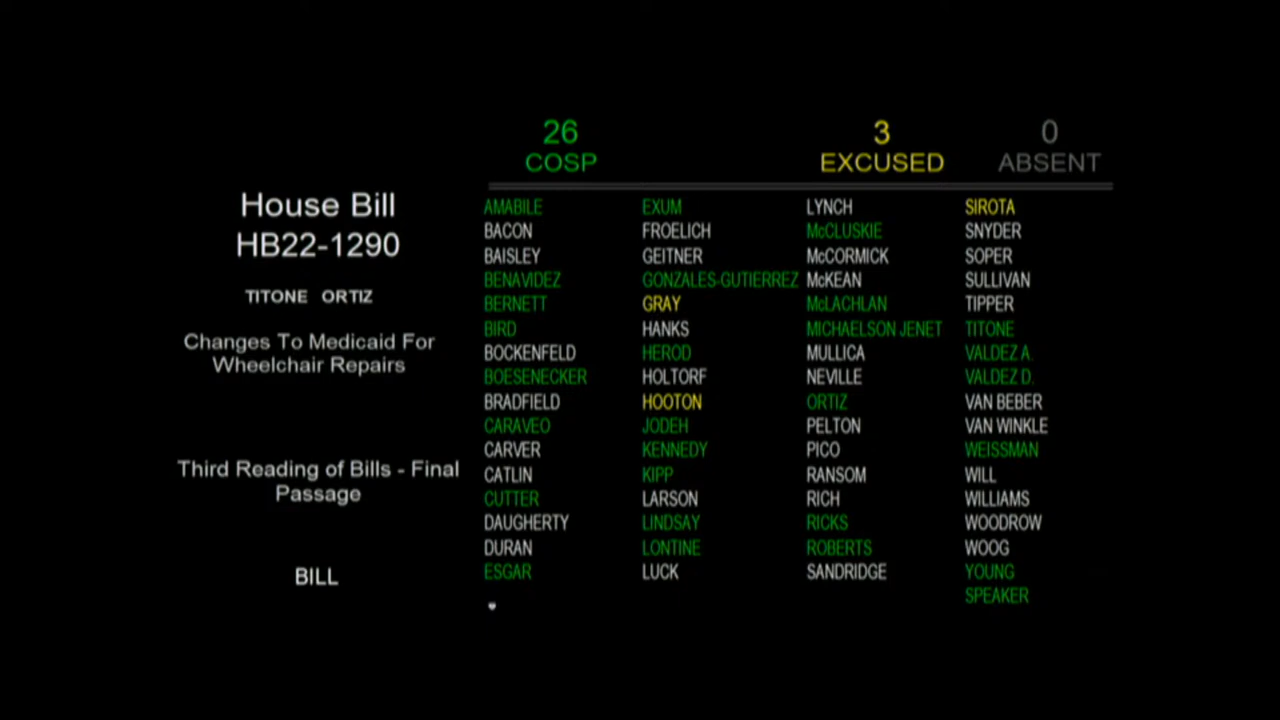 26 3 0
COSP EXCUSED ABSENT
House Bill
HB22-1290
TITONE ORTIZ
Changes To Medicaid For
Wheelchair Repairs
Third Reading of Bills - Final
Passage
BILL
AMABILE EXUM LYNCH SIROTA
BACON FROELICH McCLUSKIE SNYDER
BAISLEY GEITNER McCORMICK SOPER
BENAVIDEZ GONZALES-GUTIERREZ McKEAN SULLIVAN
BERNETT GRAY McLACHLAN TIPPER
BIRD HANKS MICHAELSON JENET TITONE
BOCKENFELD HEROD MULLICA VALDEZ A.
BOESENECKER HOLTORF NEVILLE VALDEZ D.
BRADFIELD HOOTON ORTIZ VAN BEBER
CARAVEO JODEH PELTON VAN WINKLE
CARVER KENNEDY PICO WEISSMAN
CATLIN KIPP RANSOM WILL
CUTTER LARSON RICH WILLIAMS
DAUGHERTY LINDSAY RICKS WOODROW
DURAN LONTINE ROBERTS WOOG
ESGAR LUCK SANDRIDGE YOUNG
SPEAKER